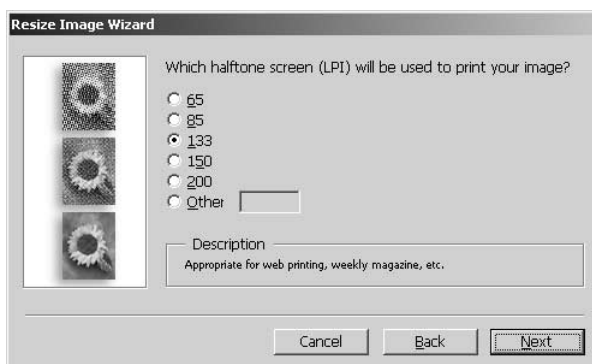 Resize Image Wizard
Which halftone screen (LPI) will be used to print your image?
65
85
133
150
200
Other
Description
Appropriate for web printing, weekly magazine, etc.
Cancel
Back
Next